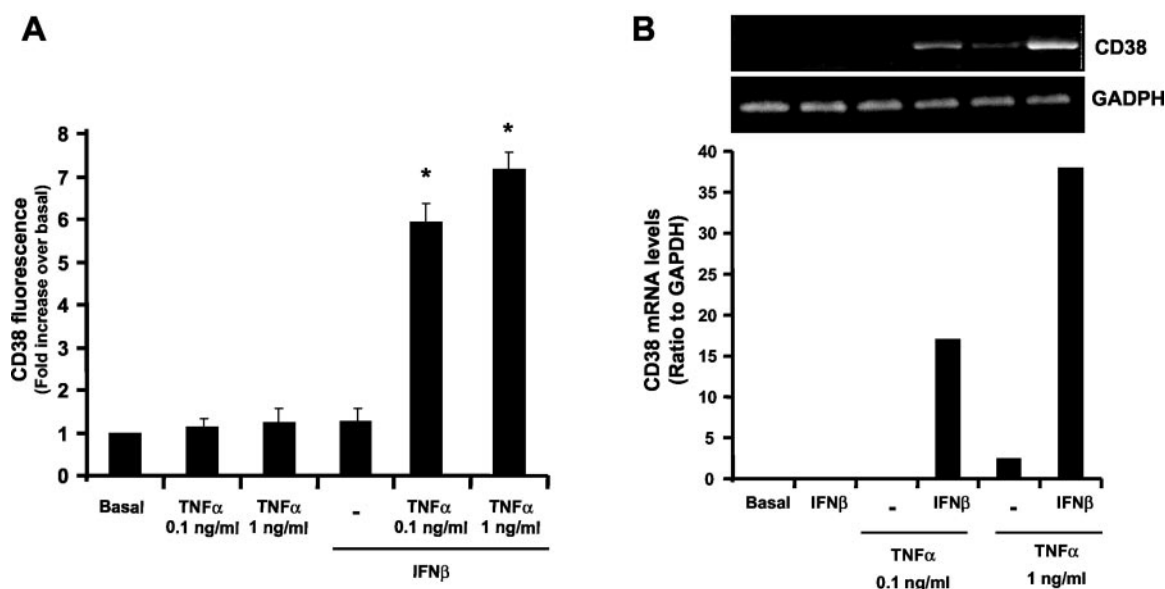 A
CD38 fluorescence
(Fold increase over basal)
8
7
6
5
4
3
2
1
0
*
*
Basal
TNFα
0.1 ng/ml
TNFα
1 ng/ml
-
TNFα
0.1 ng/ml
TNFα
1 ng/ml
IFNβ
B
CD38
GADPH
CD38 mRNA levels
(Ratio to GAPDH)
40
35
30
25
20
15
10
5
0
Basal
IFNβ
-
IFNβ
-
IFNβ
TNFα
0.1 ng/ml
TNFα
1 ng/ml